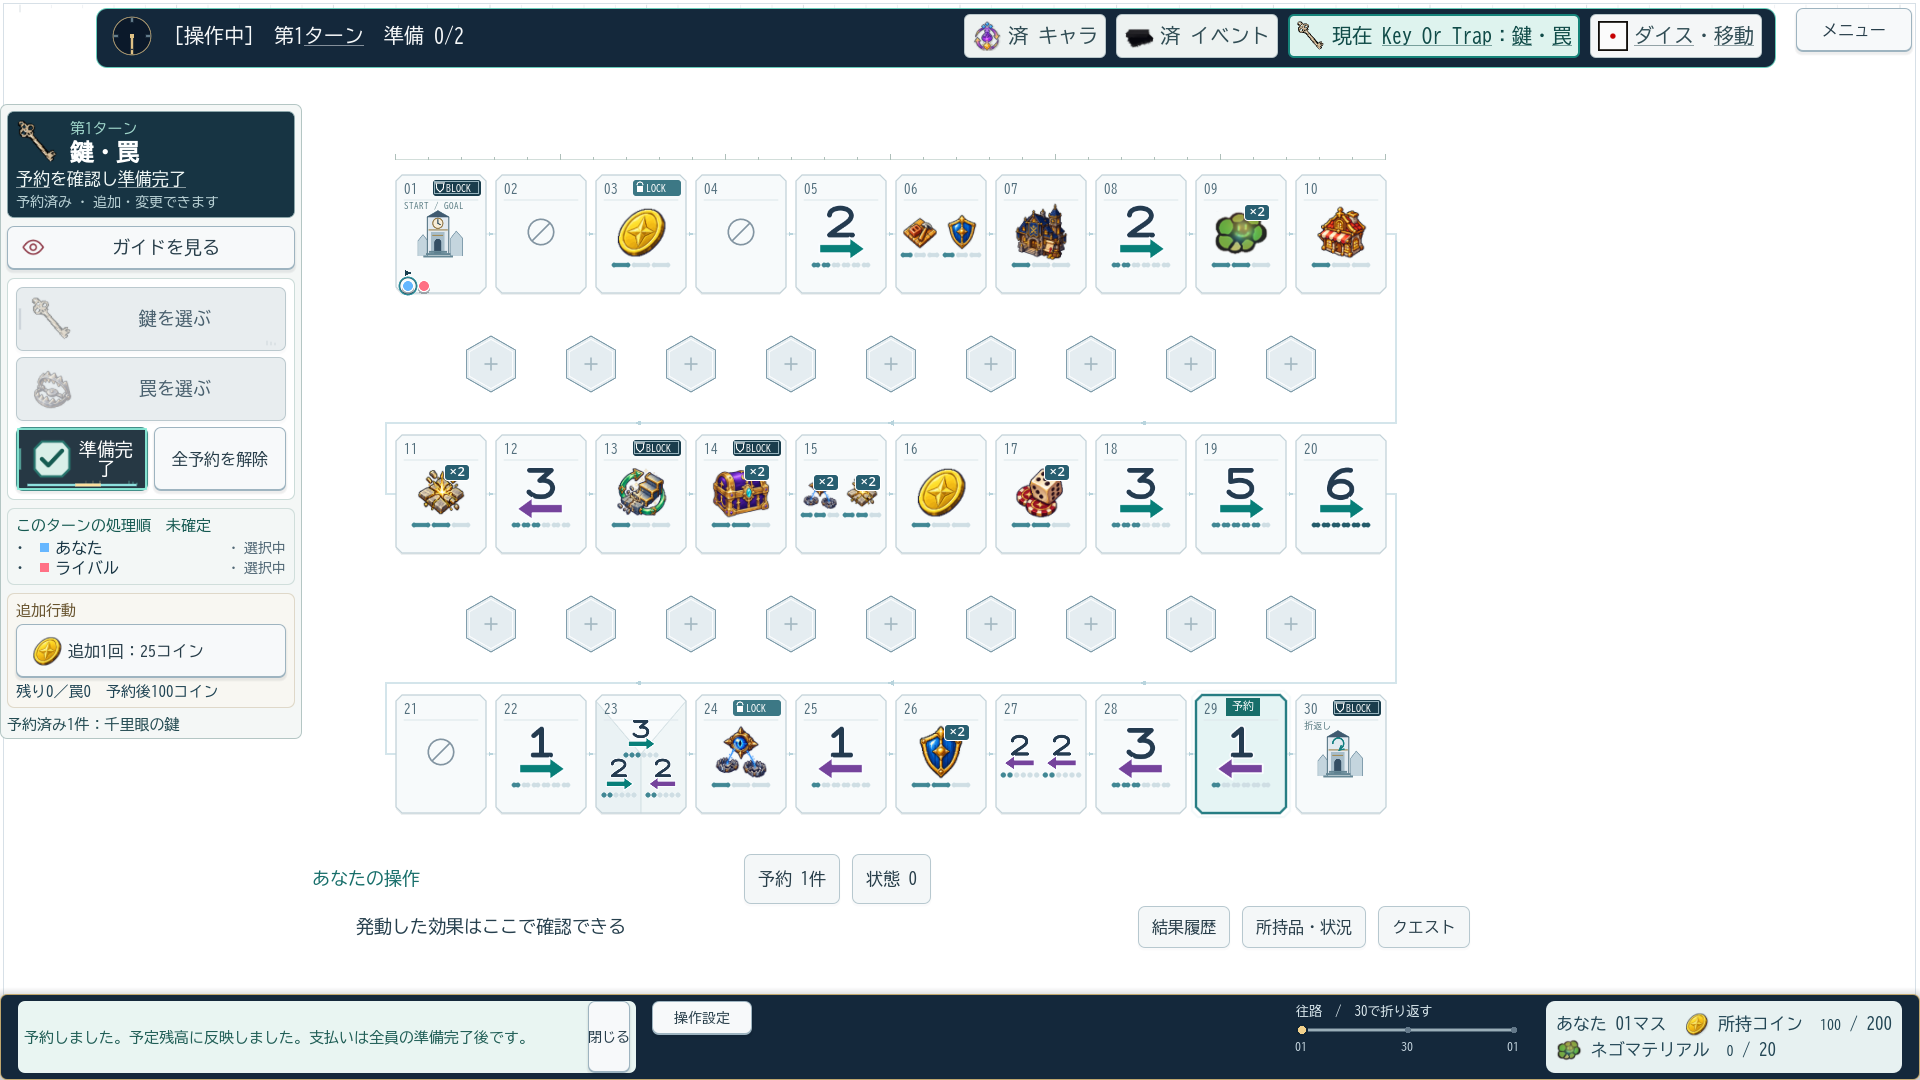 [操作中] 第1ターン 準備 0/2
済 キャラ
済 イベント
現在 Key Or Trap：鍵・罠
ダイス・移動
メニュー
第1ターン
鍵・罠
予約を確認し準備完了
予約済み ・ 追加・変更できます
ガイドを見る
鍵を選ぶ
罠を選ぶ
準備完了
全予約を解除
このターンの処理順 未確定
・ あなた ・ 選択中
・ ライバル ・ 選択中
追加行動
追加1回：25コイン
残り0／罠0 予約後100コイン
予約済み1件：千里眼の鍵
01 BLOCK
START / GOAL
02
03 LOCK
04
05
2
06
07
08
2
09
×2
10
11
×2
12
3
13 BLOCK
14 BLOCK
×2
15
×2 ×2
16
17
×2
18
3
19
5
20
6
21
22
1
23
3
2 2
24 LOCK
25
1
26
×2
27
2 2
28
3
29 予約
1
30 BLOCK
折返し
あなたの操作
予約 1件
状態 0
発動した効果はここで確認できる
結果履歴
所持品・状況
クエスト
予約しました。予定残高に反映しました。支払いは全員の準備完了後です。
閉じる
操作設定
往路 / 30で折り返す
01 30 01
あなた 01マス 所持コイン 100 / 200
ネゴマテリアル 0 / 20